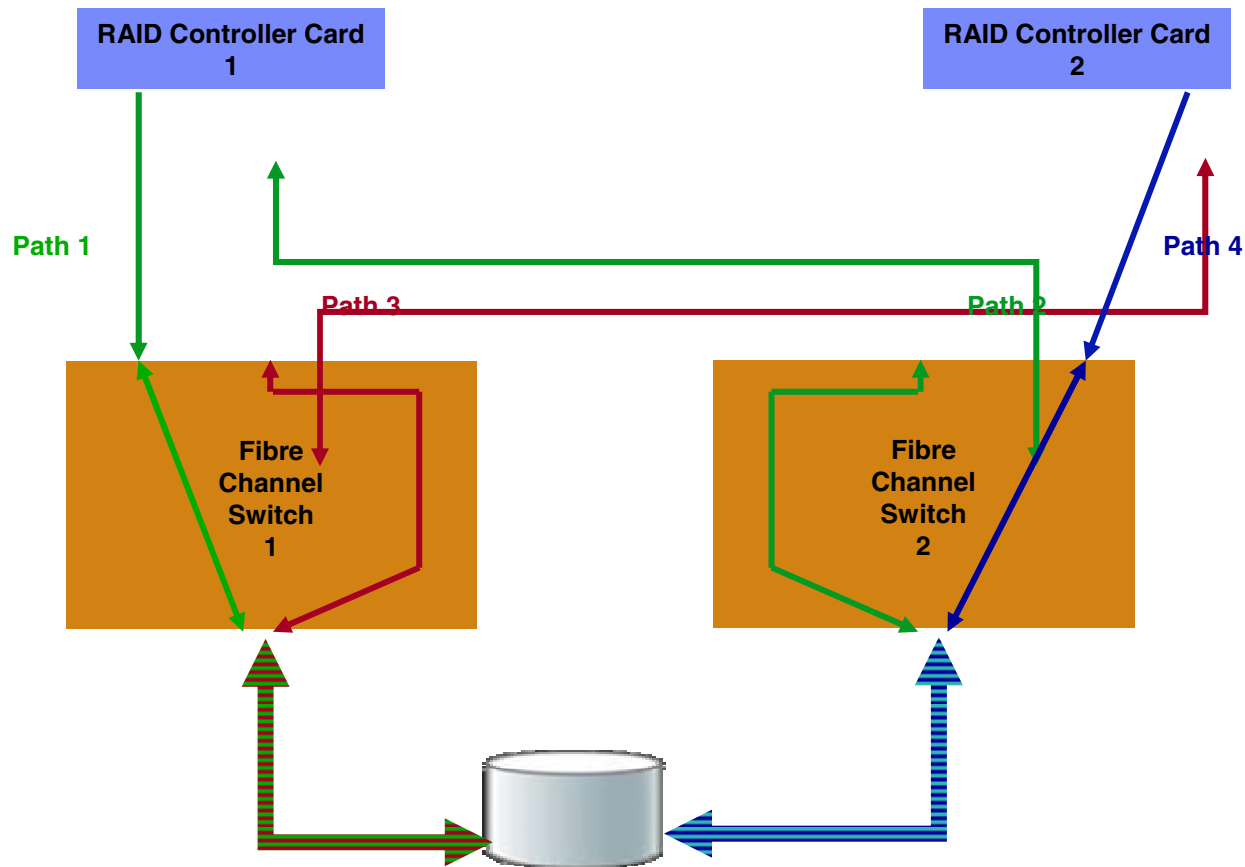 RAID Controller Card
1
RAID Controller Card
2
Path 1
Path 4
Path 3
Path 2
Fibre
Channel
Switch
1
Fibre
Channel
Switch
2